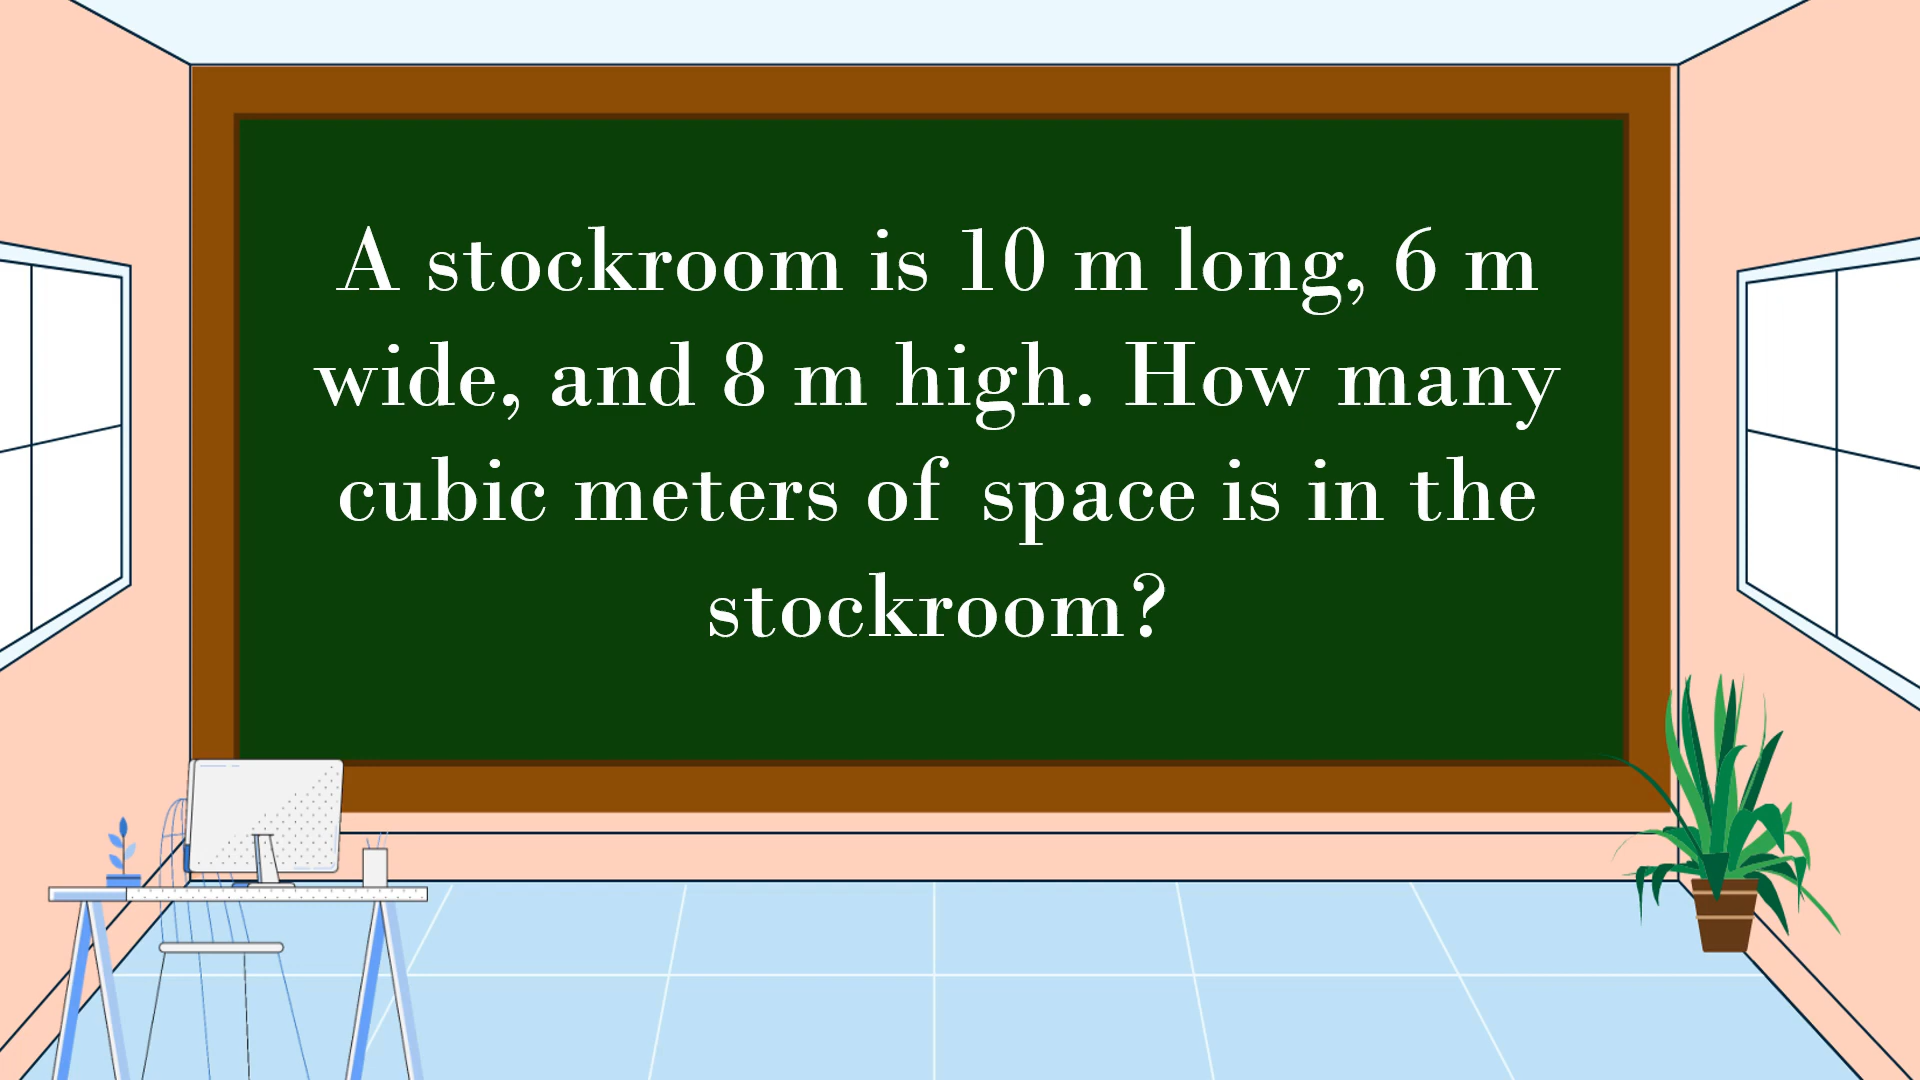 A stockroom is 10 m long, 6 m
wide, and 8 m high. How many
cubic meters of space is in the
stockroom?